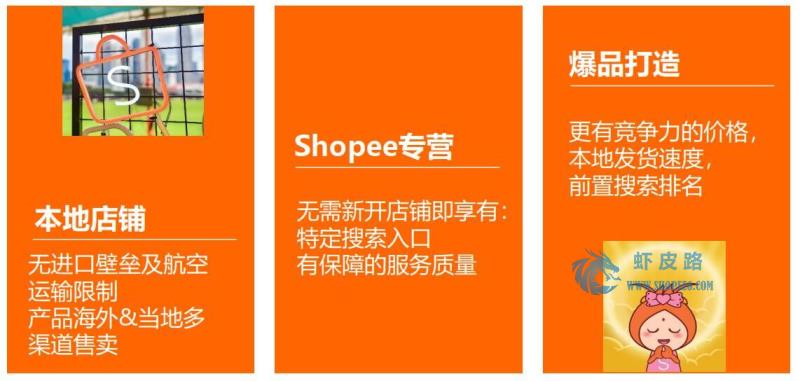 S
本地店铺
无进口壁垒及航空
运输限制
产品海外&当地多
渠道售卖
Shopee专营
无需新开店铺即享有：
特定搜索入口
有保障的服务质量
爆品打造
更有竞争力的价格，
本地发货速度，
前置搜索排名
虾皮路
WWW.SHOPEE6.COM
S